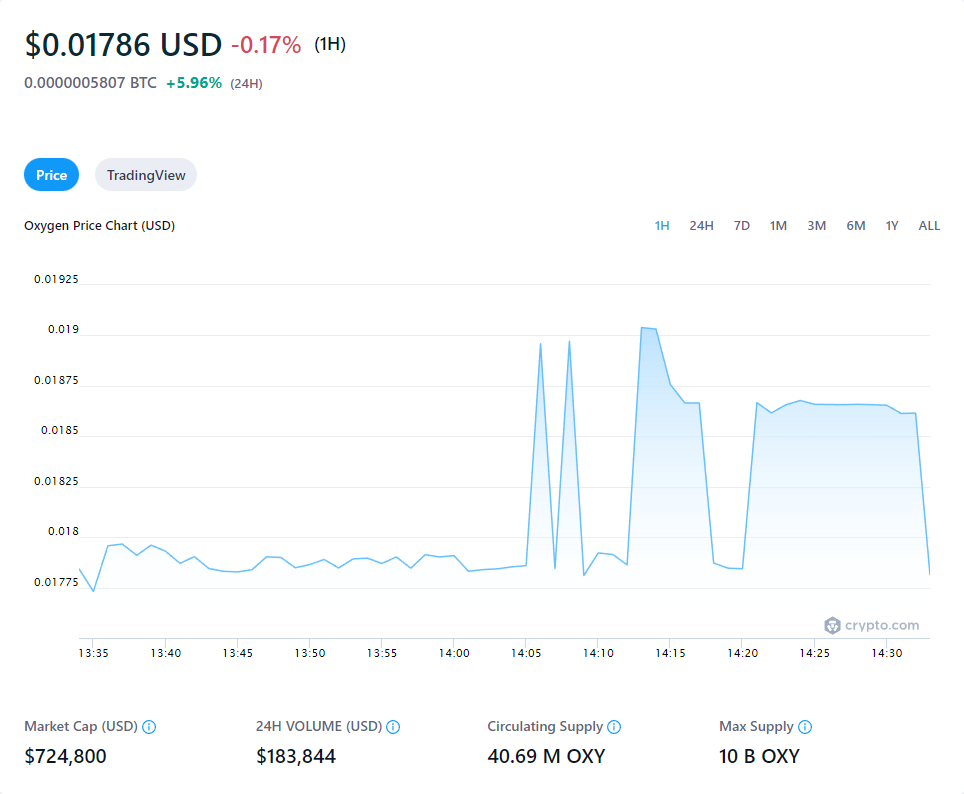 $0.01786 USD -0.17% (1H)
0.0000005807 BTC +5.96% (24H)
Price TradingView
Oxygen Price Chart (USD) 1H 24H 7D 1M 3M 6M 1Y ALL
0.01925
0.019
0.01875
0.0185
0.01825
0.018
0.01775
crypto.com
13:35 13:40 13:45 13:50 13:55 14:00 14:05 14:10 14:15 14:20 14:25 14:30
Market Cap (USD) 24H VOLUME (USD) Circulating Supply Max Supply
$724,800 $183,844 40.69 M OXY 10 B OXY